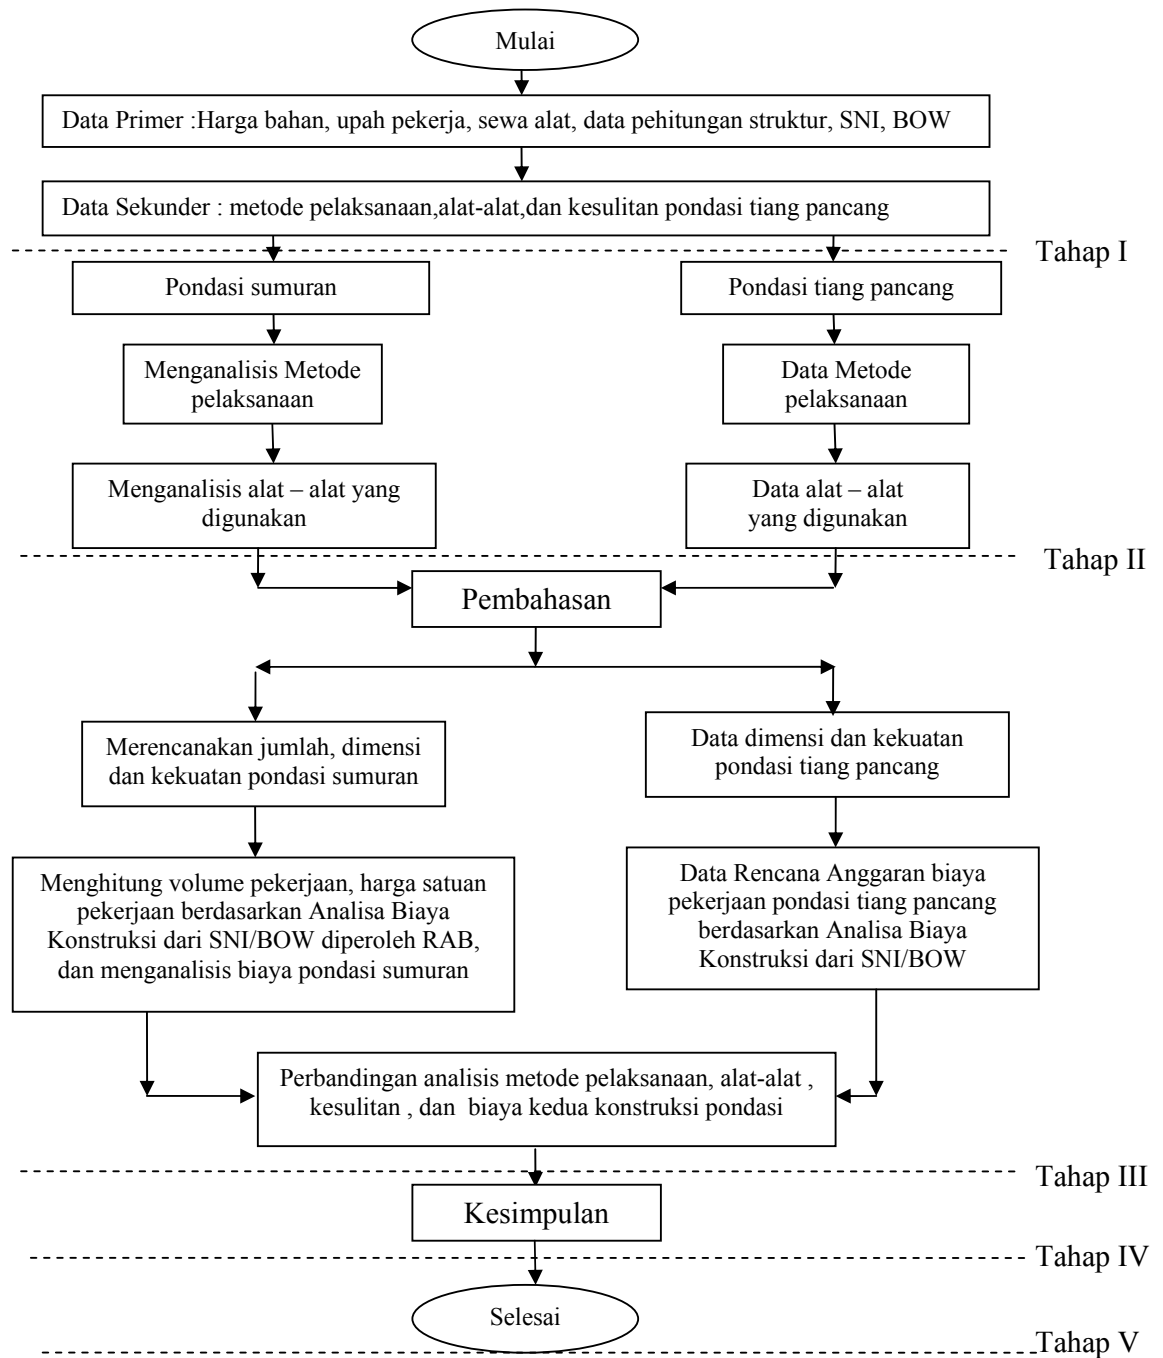 Mulai
Data Primer :Harga bahan, upah pekerja, sewa alat, data pehitungan struktur, SNI, BOW
Data Sekunder : metode pelaksanaan,alat-alat,dan kesulitan pondasi tiang pancang
Tahap I
Pondasi sumuran
Pondasi tiang pancang
Menganalisis Metode
pelaksanaan
Data Metode
pelaksanaan
Menganalisis alat – alat yang
digunakan
Data alat – alat
yang digunakan
Tahap II
Pembahasan
Merencanakan jumlah, dimensi
dan kekuatan pondasi sumuran
Data dimensi dan kekuatan
pondasi tiang pancang
Menghitung volume pekerjaan, harga satuan
pekerjaan berdasarkan Analisa Biaya
Konstruksi dari SNI/BOW diperoleh RAB,
dan menganalisis biaya pondasi sumuran
Data Rencana Anggaran biaya
pekerjaan pondasi tiang pancang
berdasarkan Analisa Biaya
Konstruksi dari SNI/BOW
Perbandingan analisis metode pelaksanaan, alat-alat ,
kesulitan , dan biaya kedua konstruksi pondasi
Tahap III
Kesimpulan
Tahap IV
Selesai
Tahap V